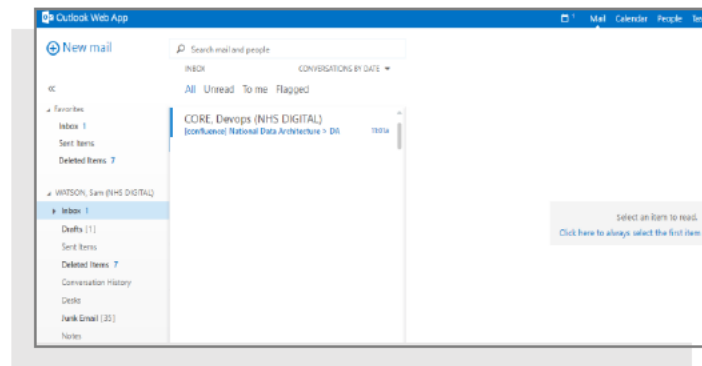 Outlook Web App
1 Mail Calendar People
New mail
Search mail and people
INBOX CONVERSATIONS BY DATE
«
All Unread To me Flagged
Favorites
Inbox 1
Sent Items
Deleted Items 7
CORE, Devops (NHS DIGITAL)
[confluence] National Data Architecture > DA
WATSON, Sam (NHS DIGITAL)
Inbox 1
Drafts [1]
Sent Items
Deleted Items 7
Conversation History
Desks
Junk Email [35]
Notes
Select an item to read.
Click here to always select the first item